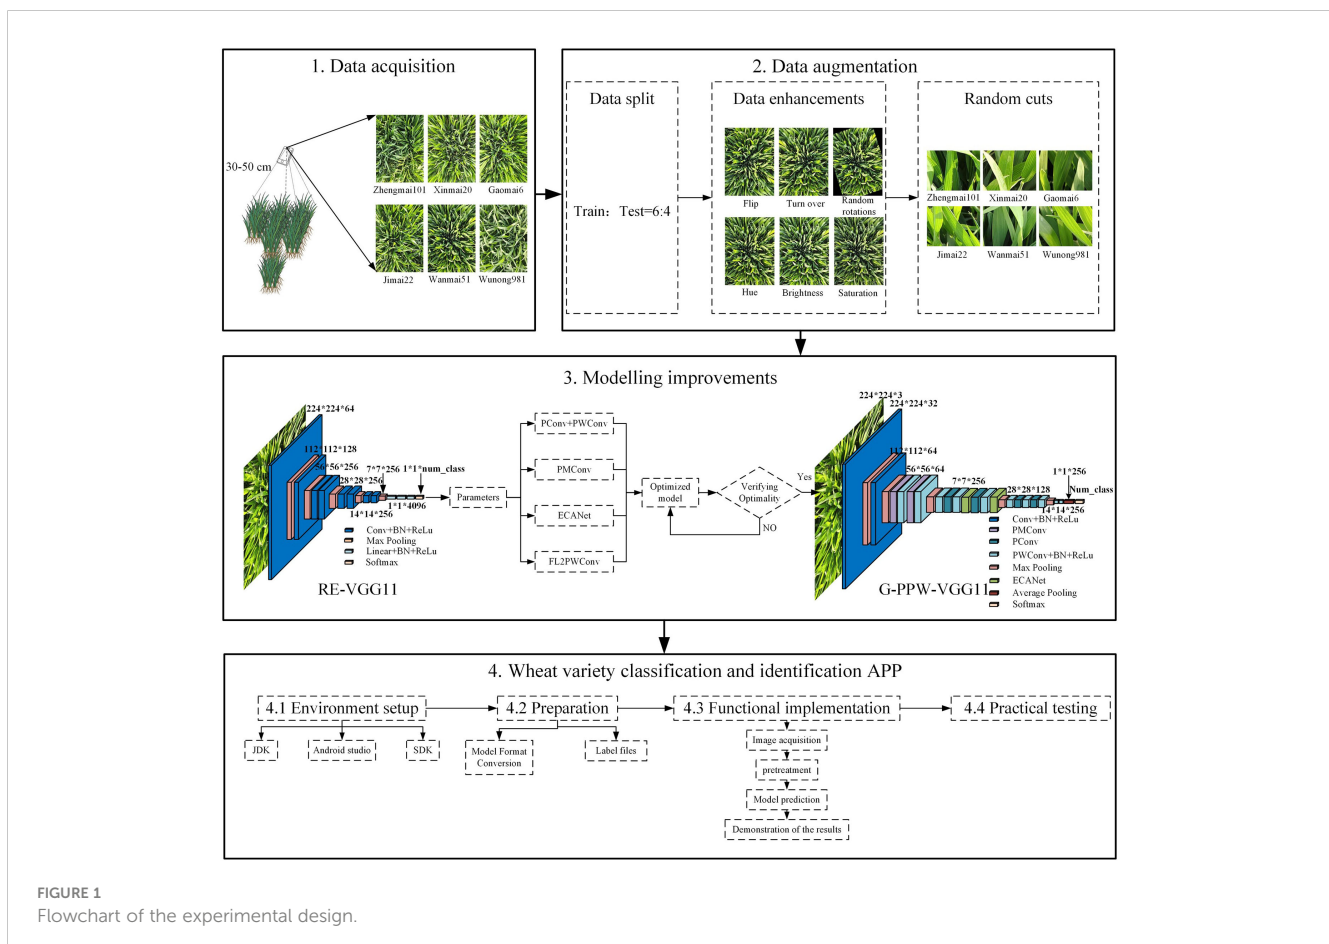 1. Data acquisition
30-50 cm
Zhengmai101
Xinmai20
Gaomai6
Jimai22
Wanmai51
Wunong981
2. Data augmentation
Data split
Train：Test=6:4
Data enhancements
Flip
Turn over
Random
rotations
Hue
Brightness
Saturation
Random cuts
Zhengmai101
Xinmai20
Gaomai6
Jimai22
Wanmai51
Wunong981
3. Modelling improvements
224*224*64
112*112*128
56*56*256
28*28*256
14*14*256
7*7*256
1*1*4096
1*1*num_class
Conv+BN+ReLu
Max Pooling
Linear+BN+ReLu
Softmax
RE-VGG11
Parameters
PConv+PWConv
PMConv
ECANet
FL2PWConv
Optimized
model
Verifying
Optimality
Yes
NO
224*224*3
224*224*32
112*112*64
56*56*64
7*7*256
28*28*128
14*14*256
1*1*256
Num_class
Conv+BN+ReLu
PMConv
PConv
PWConv+BN+ReLu
Max Pooling
ECANet
Average Pooling
Softmax
G-PPW-VGG11
4. Wheat variety classification and identification APP
4.1 Environment setup
JDK
Android studio
SDK
4.2 Preparation
Model Format
Conversion
Label files
4.3 Functional implementation
Image acquisition
pretreatment
Model prediction
Demonstration of the results
4.4 Practical testing
FIGURE 1
Flowchart of the experimental design.